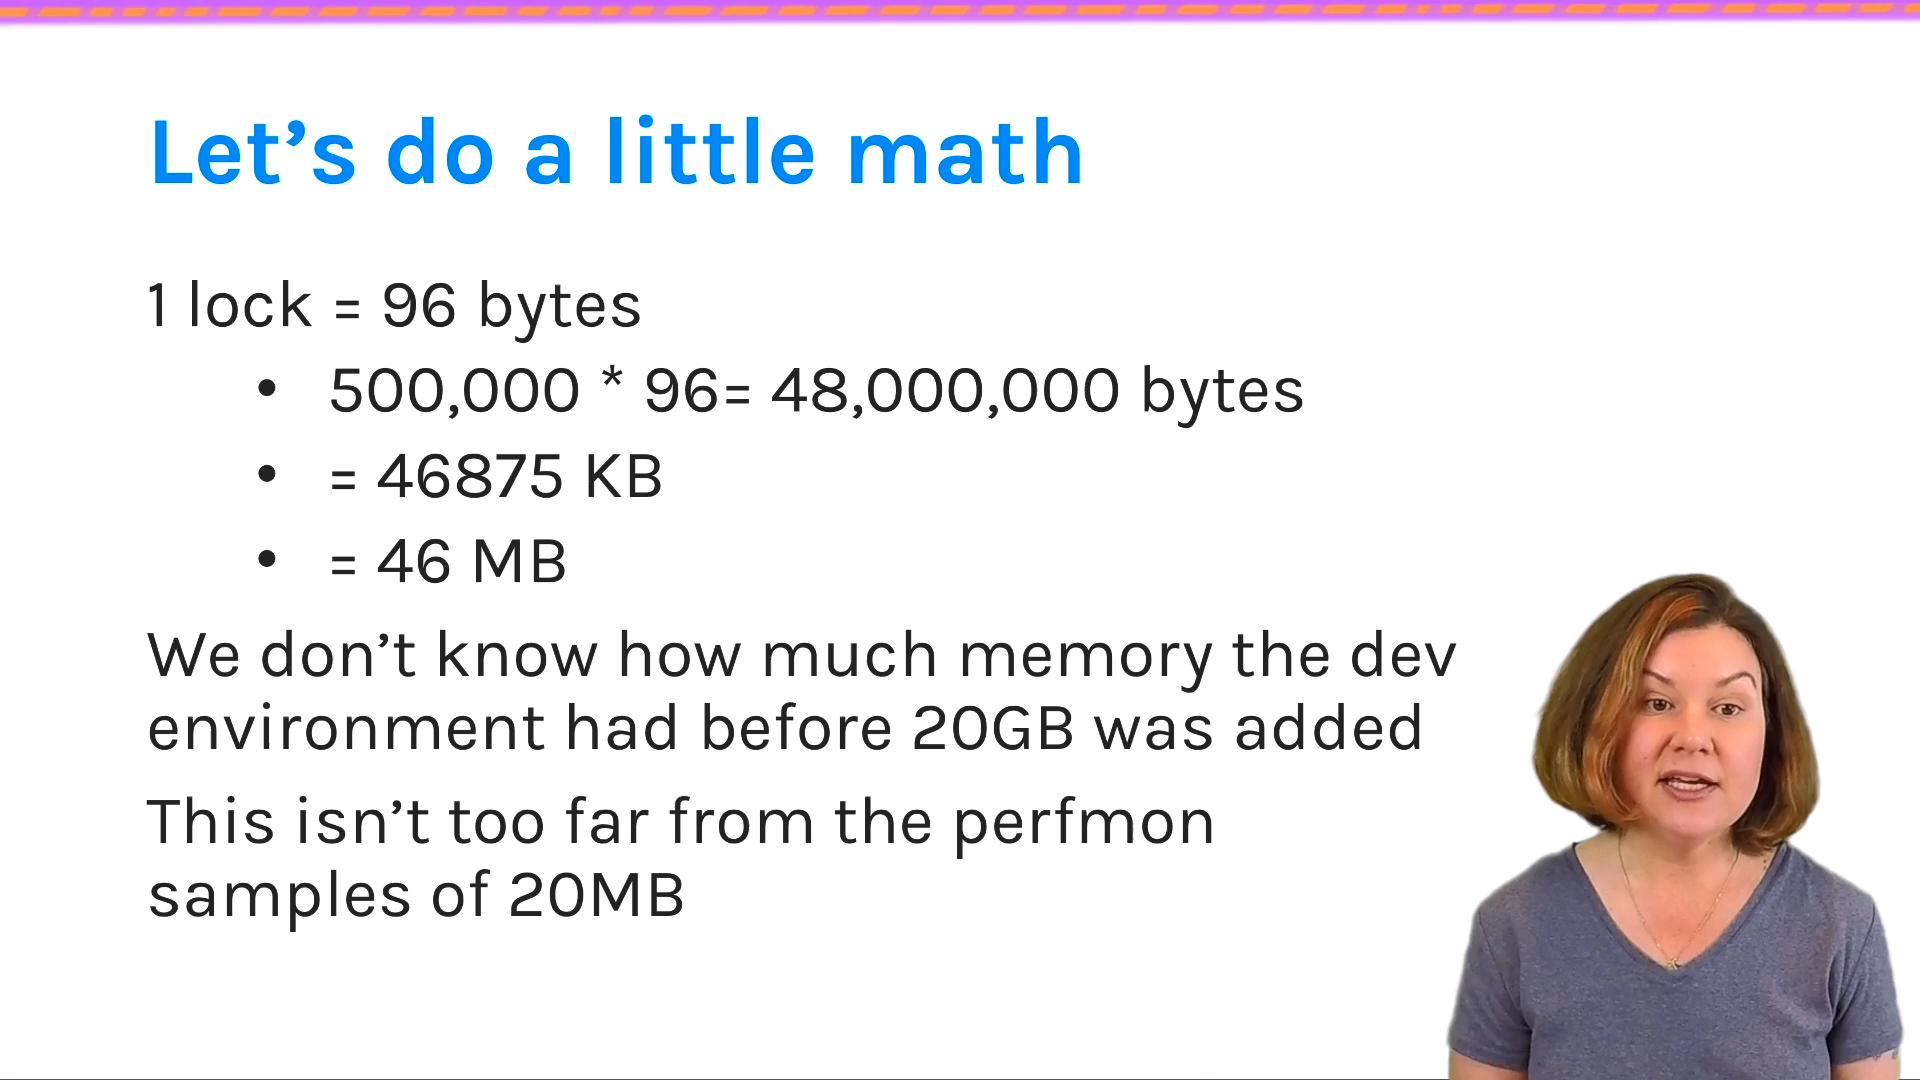 Let’s do a little math
1 lock = 96 bytes
• 500,000 * 96= 48,000,000 bytes
• = 46875 KB
• = 46 MB
We don’t know how much memory the dev
environment had before 20GB was added
This isn’t too far from the perfmon
samples of 20MB